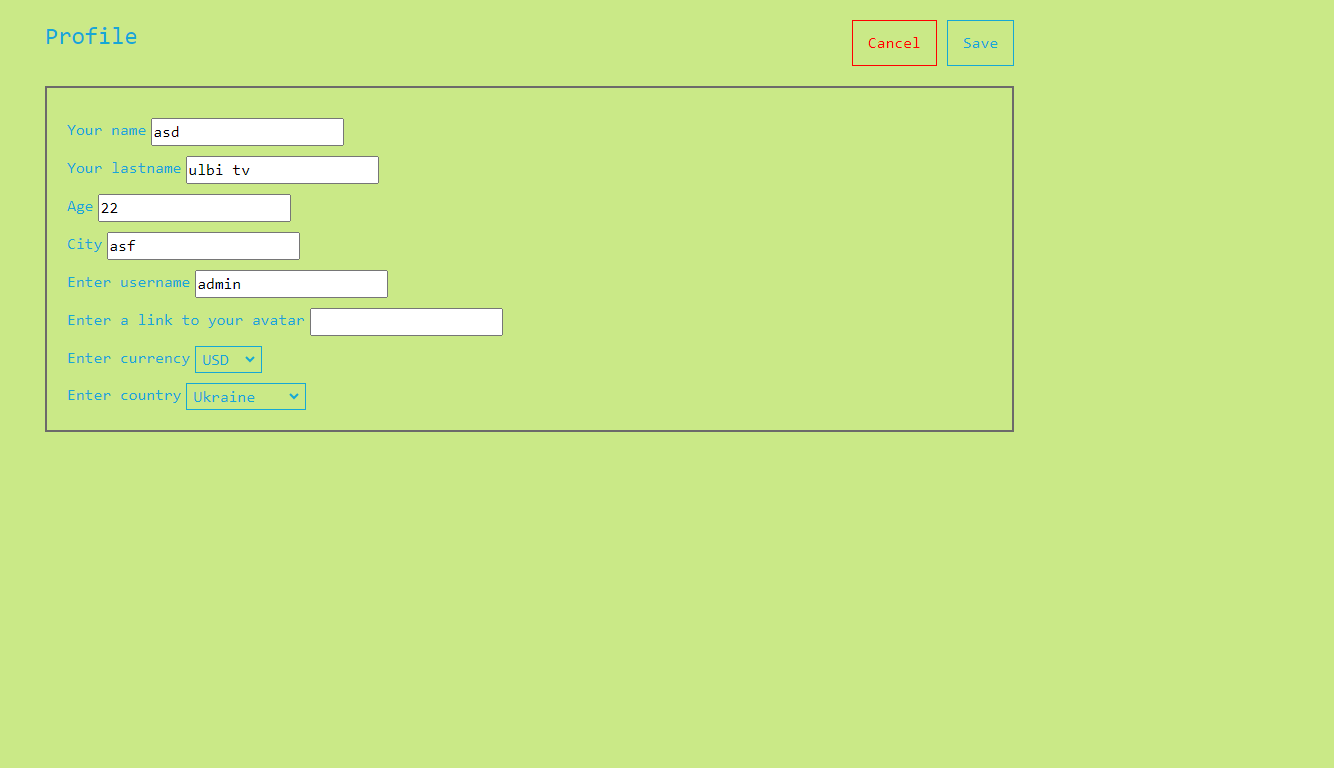 Profile
Cancel Save
Your name asd
Your lastname ulbi tv
Age 22
City asf
Enter username admin
Enter a link to your avatar
Enter currency USD
Enter country Ukraine